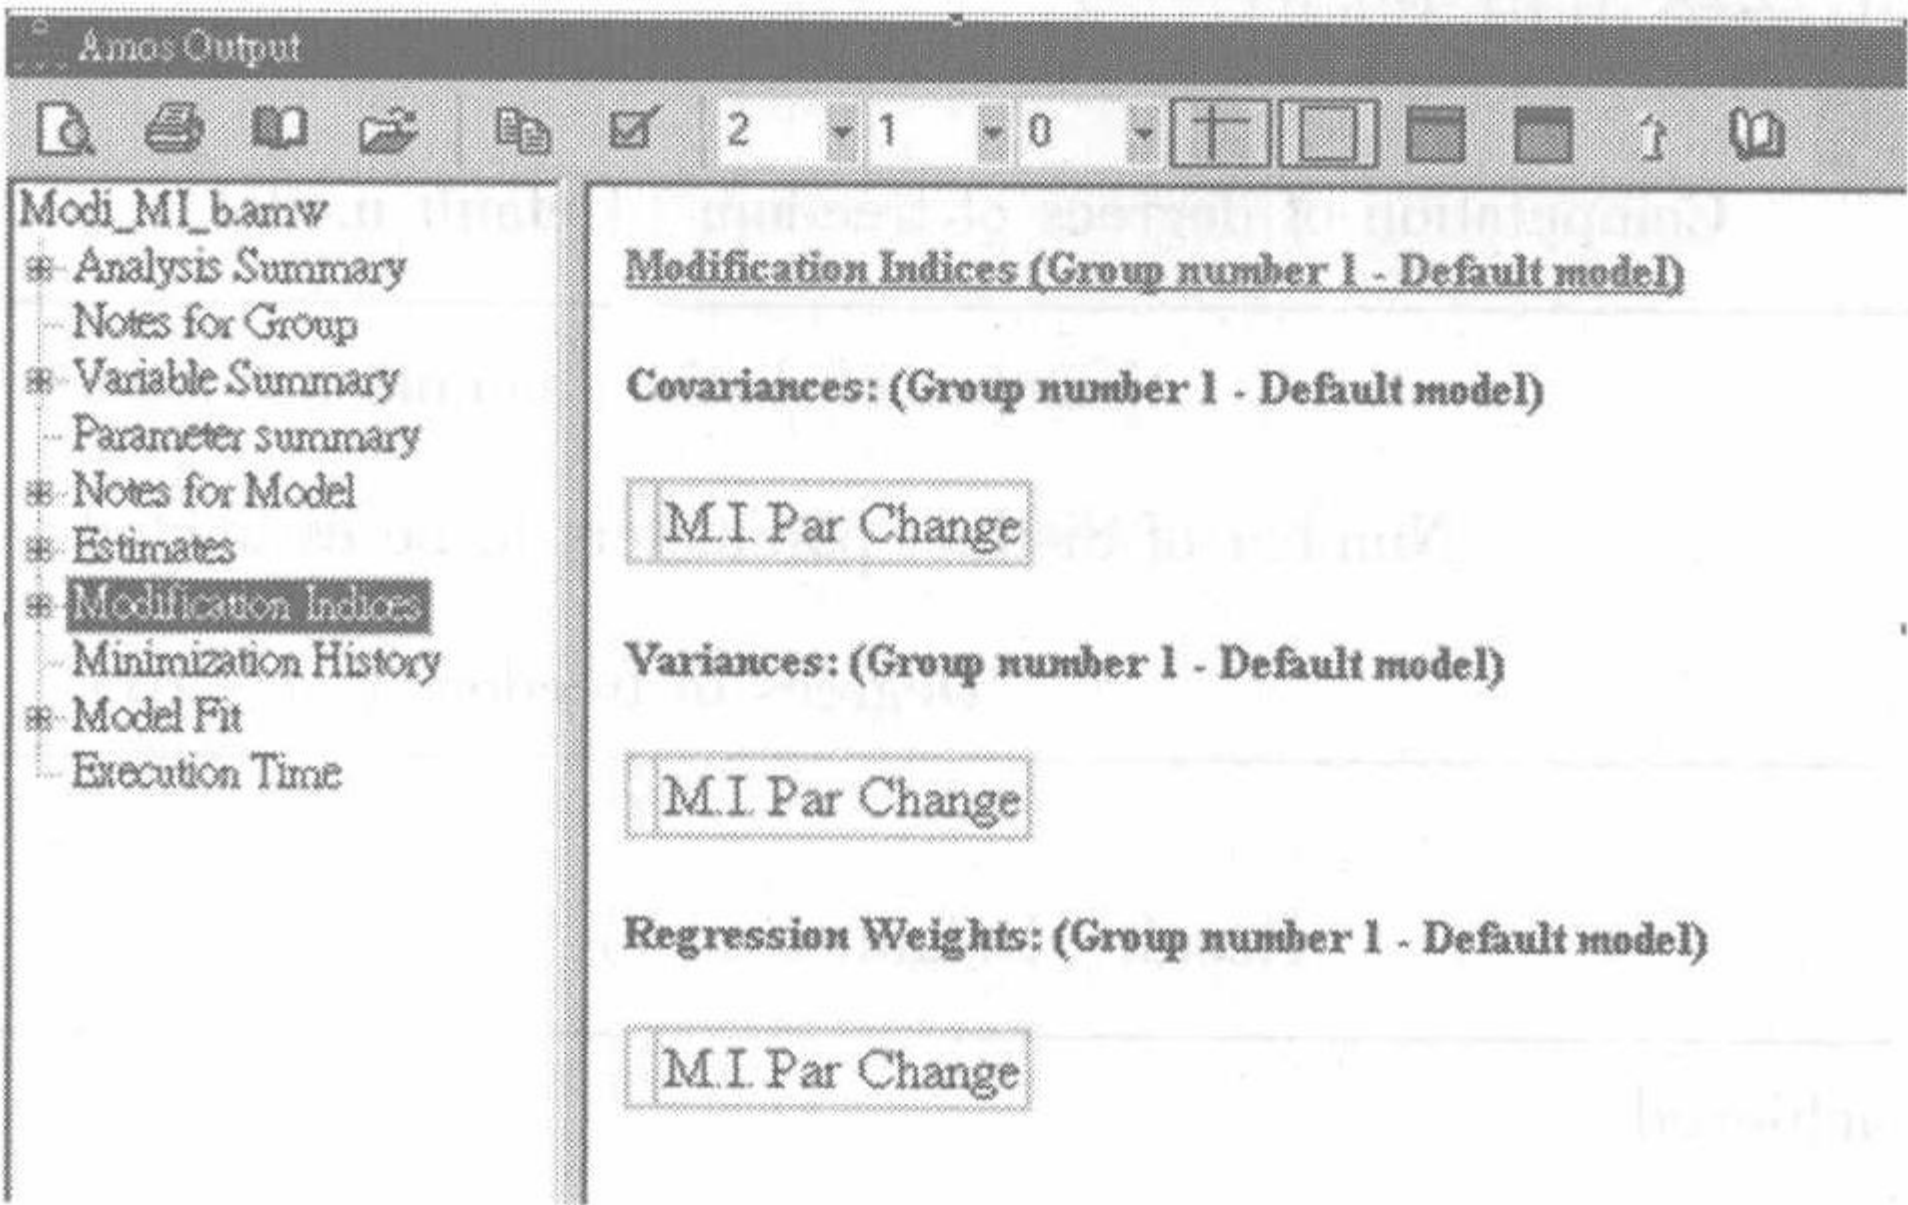 Amos Output
2 1 0
Modi_MI_b.amw
Analysis Summary
Notes for Group
Variable Summary
Parameter summary
Notes for Model
Estimates
Modification Indices
Minimization History
Model Fit
Execution Time
Modification Indices (Group number 1 - Default model)
Covariances: (Group number 1 - Default model)
M.I. Par Change
Variances: (Group number 1 - Default model)
M.I. Par Change
Regression Weights: (Group number 1 - Default model)
M.I. Par Change